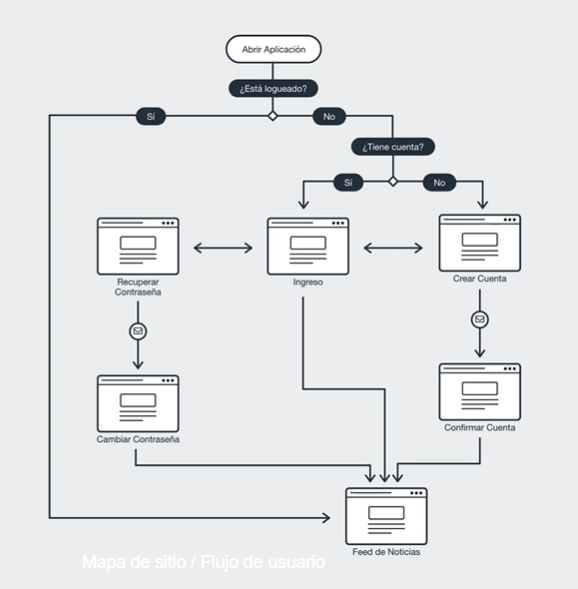 Abrir Aplicación
¿Está logueado?
Sí
No
¿Tiene cuenta?
Sí
No
Recuperar
Contraseña
Ingreso
Crear Cuenta
Cambiar Contraseña
Confirmar Cuenta
Feed de Noticias
Mapa de sitio / Flujo de usuario